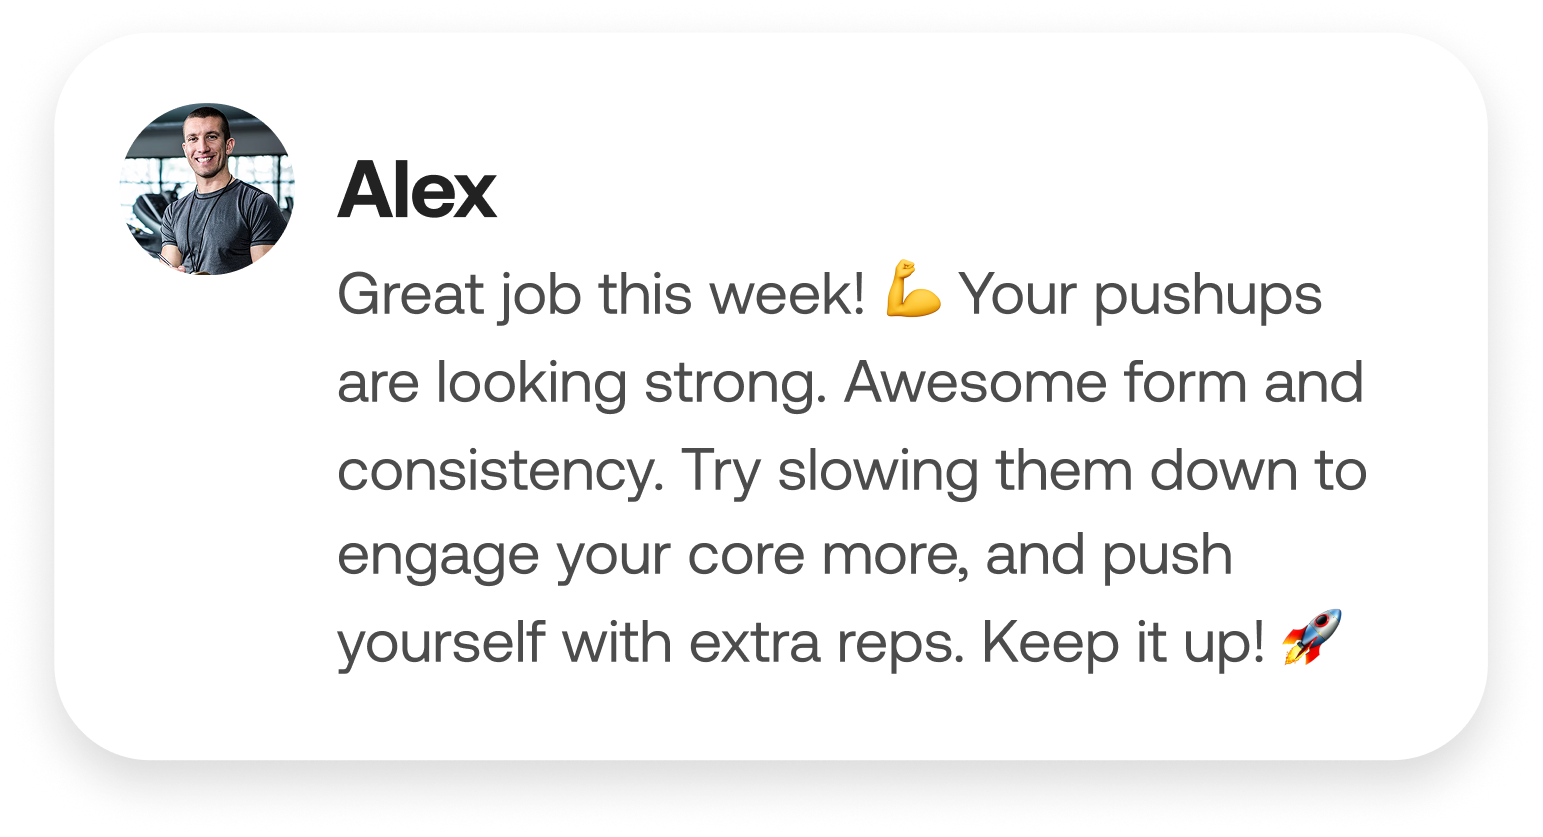 Alex
Great job this week! 💪 Your pushups
are looking strong. Awesome form and
consistency. Try slowing them down to
engage your core more, and push
yourself with extra reps. Keep it up! 🚀